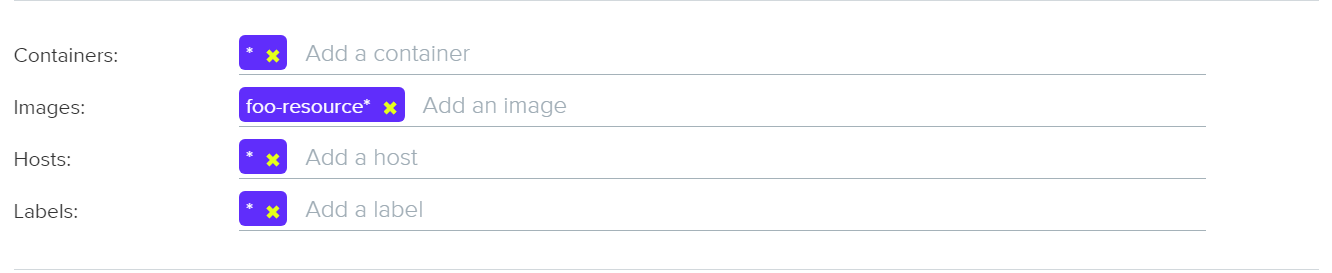 Containers: * ✖ Add a container
Images: foo-resource* ✖ Add an image
Hosts: * ✖ Add a host
Labels: * ✖ Add a label